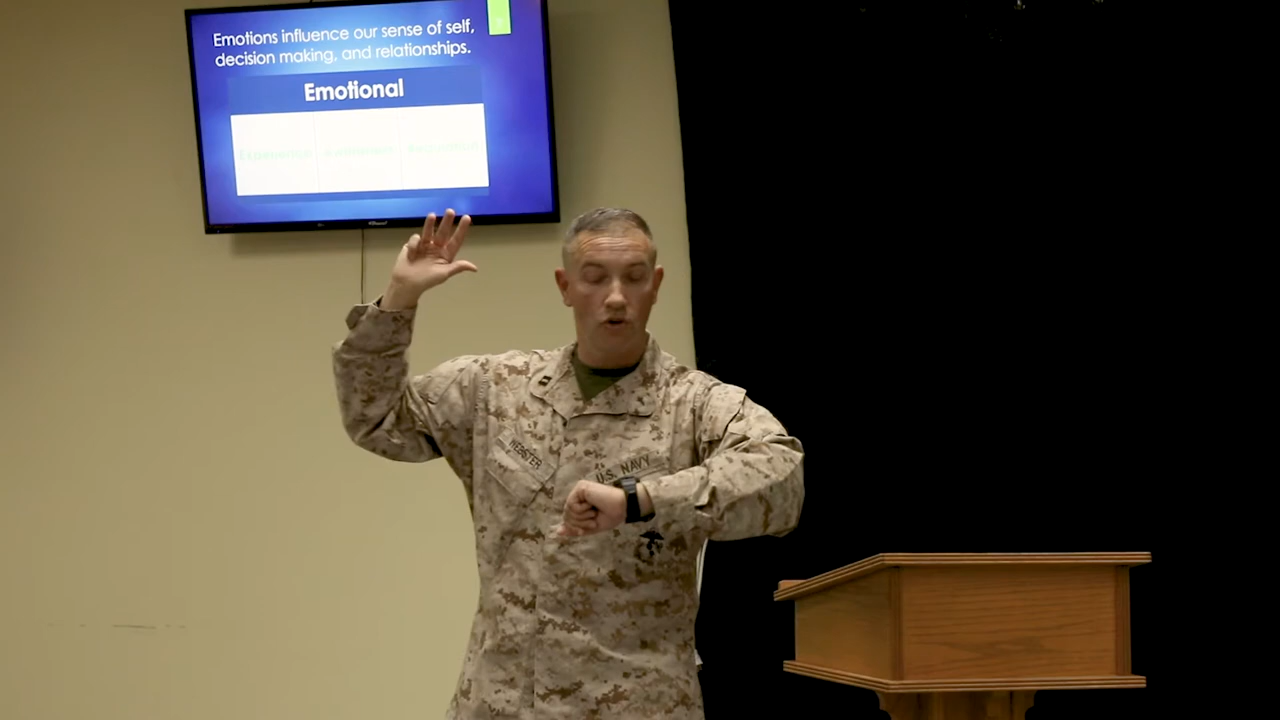 Emotions influence our sense of self,
decision making, and relationships.
Emotional
WEBSTER
U.S. NAVY